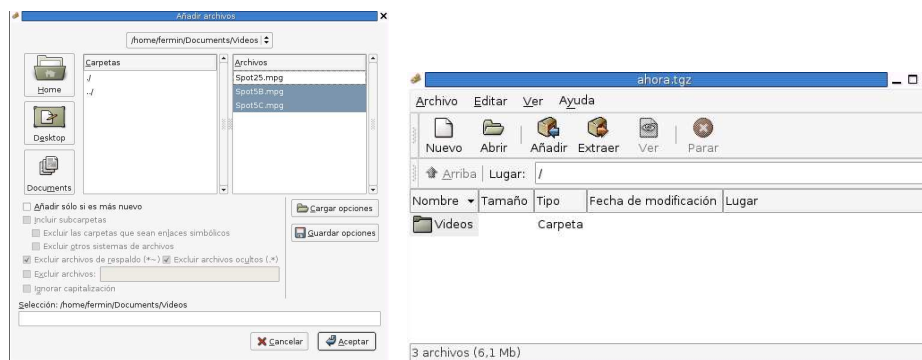 Añadir archivos
/home/fermin/Documents/Videos
Carpetas
Archivos
./
../
Spot25.mpg
Spot5B.mpg
Spot5C.mpg
Home
Desktop
Documents
Añadir sólo si es más nuevo
Incluir subcarpetas
Excluir las carpetas que sean enlaces simbólicos
Excluir otros sistemas de archivos
Excluir archivos de respaldo (*~)
Excluir archivos ocultos (.*)
Excluir archivos:
Ignorar capitalización
Cargar opciones
Guardar opciones
Selección: /home/fermin/Documents/Videos
Cancelar
Aceptar
ahora.tgz
Archivo Editar Ver Ayuda
Nuevo Abrir Añadir Extraer Ver Parar
Arriba Lugar: /
Nombre Tamaño Tipo Fecha de modificación Lugar
Videos Carpeta
3 archivos (6,1 Mb)